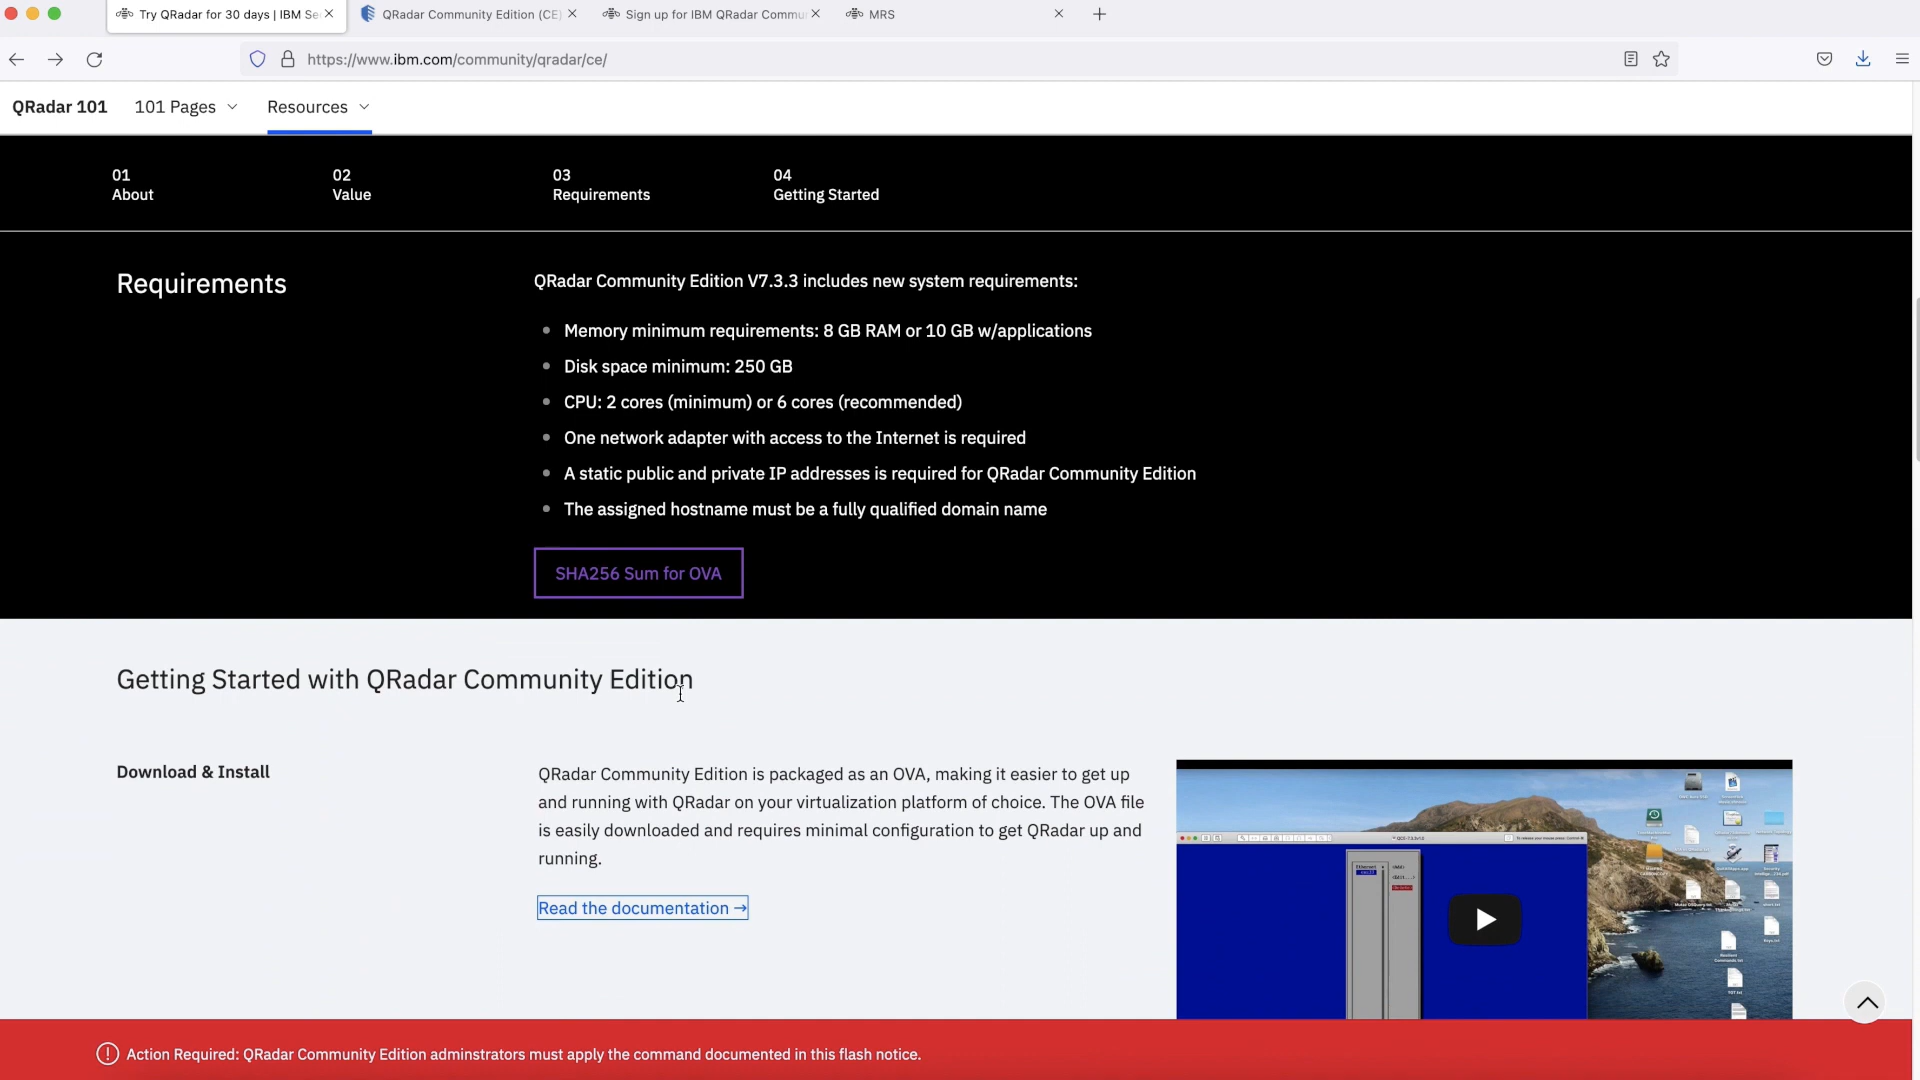 Try QRadar for 30 days | IBM Se
QRadar Community Edition (CE)
Sign up for IBM QRadar Commu
MRS
https://www.ibm.com/community/qradar/ce/
QRadar 101
101 Pages
Resources
01
About
02
Value
03
Requirements
04
Getting Started
Requirements
QRadar Community Edition V7.3.3 includes new system requirements:
Memory minimum requirements: 8 GB RAM or 10 GB w/applications
Disk space minimum: 250 GB
CPU: 2 cores (minimum) or 6 cores (recommended)
One network adapter with access to the Internet is required
A static public and private IP addresses is required for QRadar Community Edition
The assigned hostname must be a fully qualified domain name
SHA256 Sum for OVA
Getting Started with QRadar Community Edition
Download & Install
QRadar Community Edition is packaged as an OVA, making it easier to get up
and running with QRadar on your virtualization platform of choice. The OVA file
is easily downloaded and requires minimal configuration to get QRadar up and
running.
Read the documentation →
Action Required: QRadar Community Edition adminstrators must apply the command documented in this flash notice.